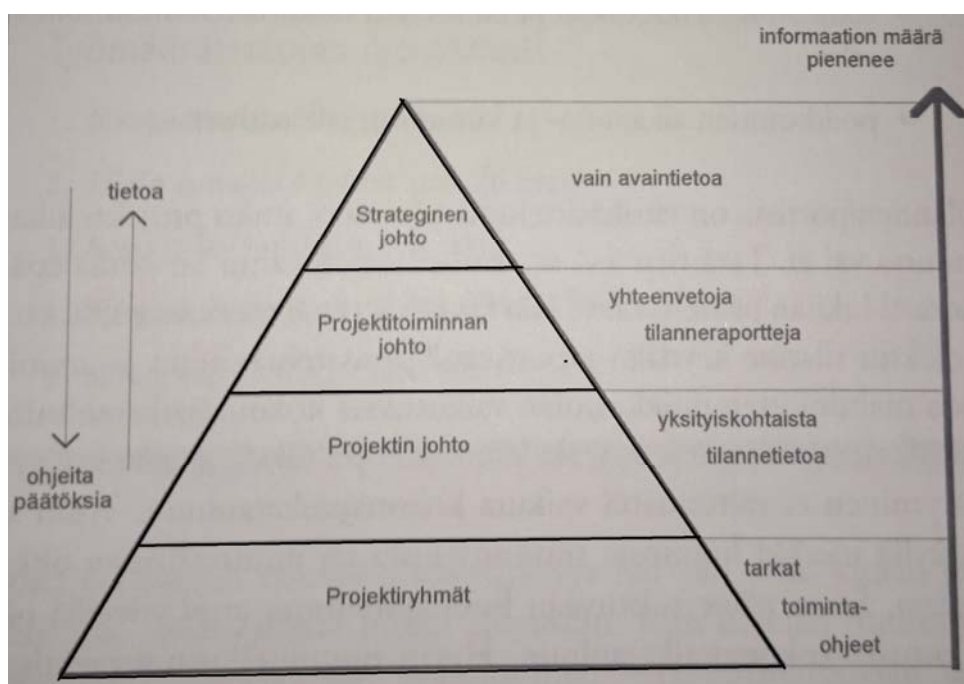 informaation määrä
pienenee
tietoa
vain avaintietoa
Strateginen
johto
yhteenvetoja
tilanneraportteja
Projektitoiminnan
johto
yksityiskohtaista
tilannetietoa
Projektin johto
ohjeita
päätöksia
tarkat
toiminta-
ohjeet
Projektiryhmät